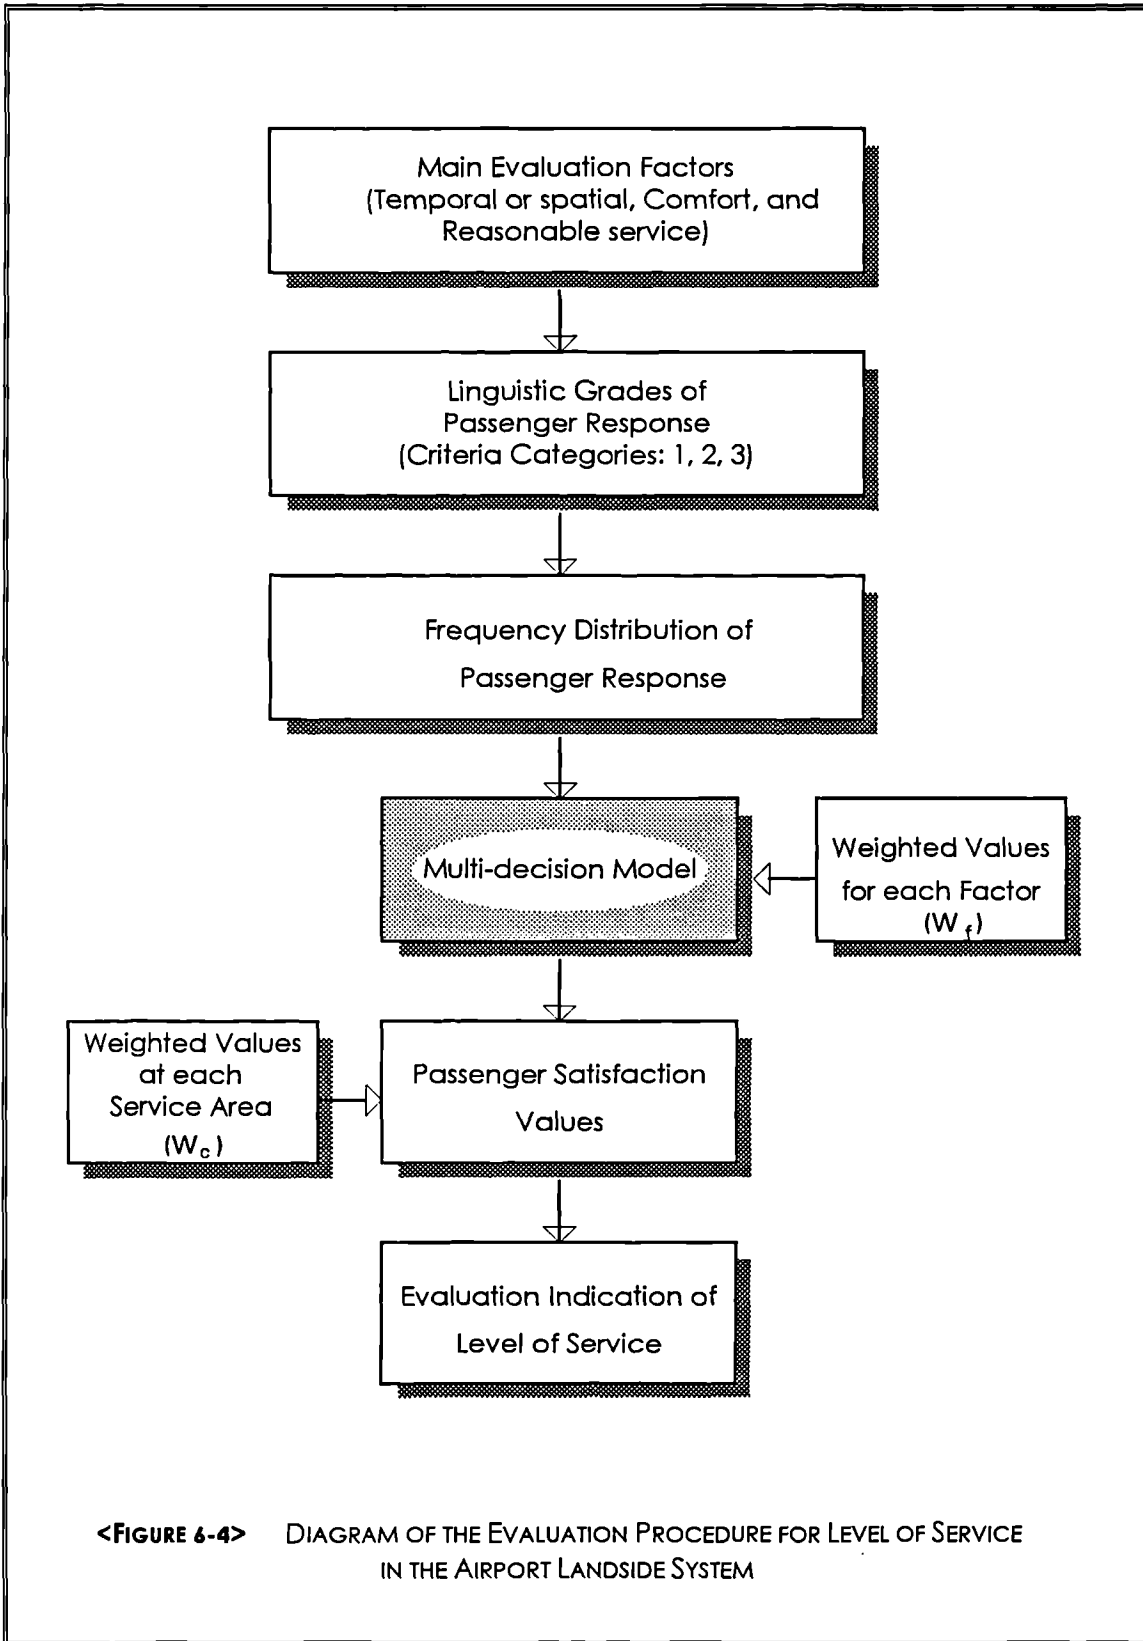 Main Evaluation Factors
(Temporal or spatial, Comfort, and
Reasonable service)
Linguistic Grades of
Passenger Response
(Criteria Categories: 1, 2, 3)
Frequency Distribution of
Passenger Response
Multi-decision Model
Weighted Values
for each Factor
(W f)
Weighted Values
at each
Service Area
(Wc)
Passenger Satisfaction
Values
Evaluation Indication of
Level of Service
<FIGURE 6-4> DIAGRAM OF THE EVALUATION PROCEDURE FOR LEVEL OF SERVICE
IN THE AIRPORT LANDSIDE SYSTEM